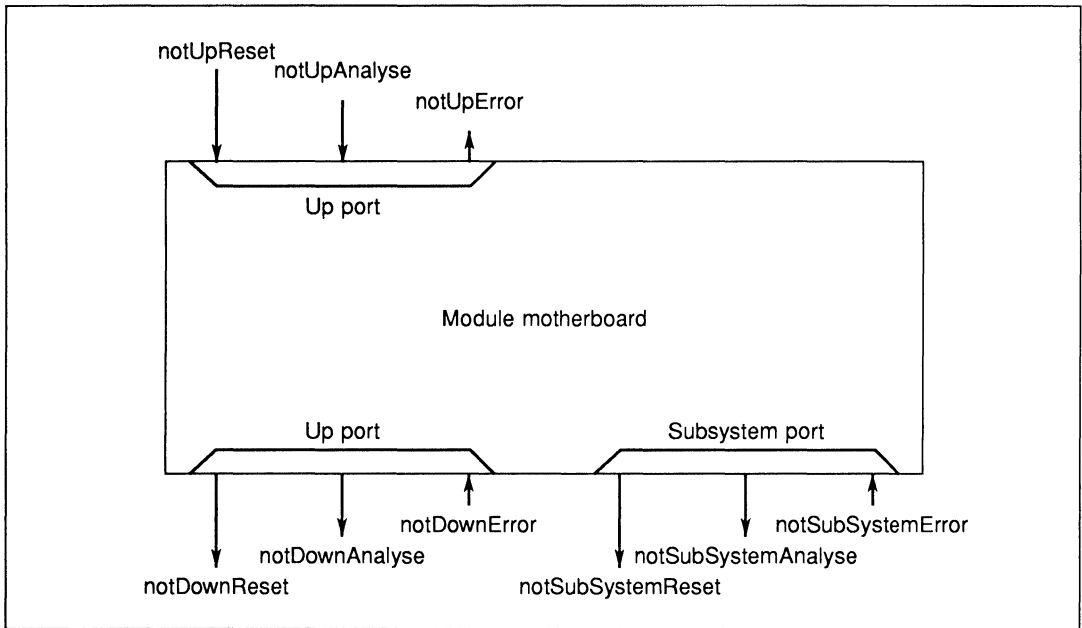 notUpReset
notUpAnalyse
notUpError
Up port
Module motherboard
Up port
Subsystem port
notDownError
notSubSystemError
notDownAnalyse
notSubSystemAnalyse
notDownReset
notSubSystemReset